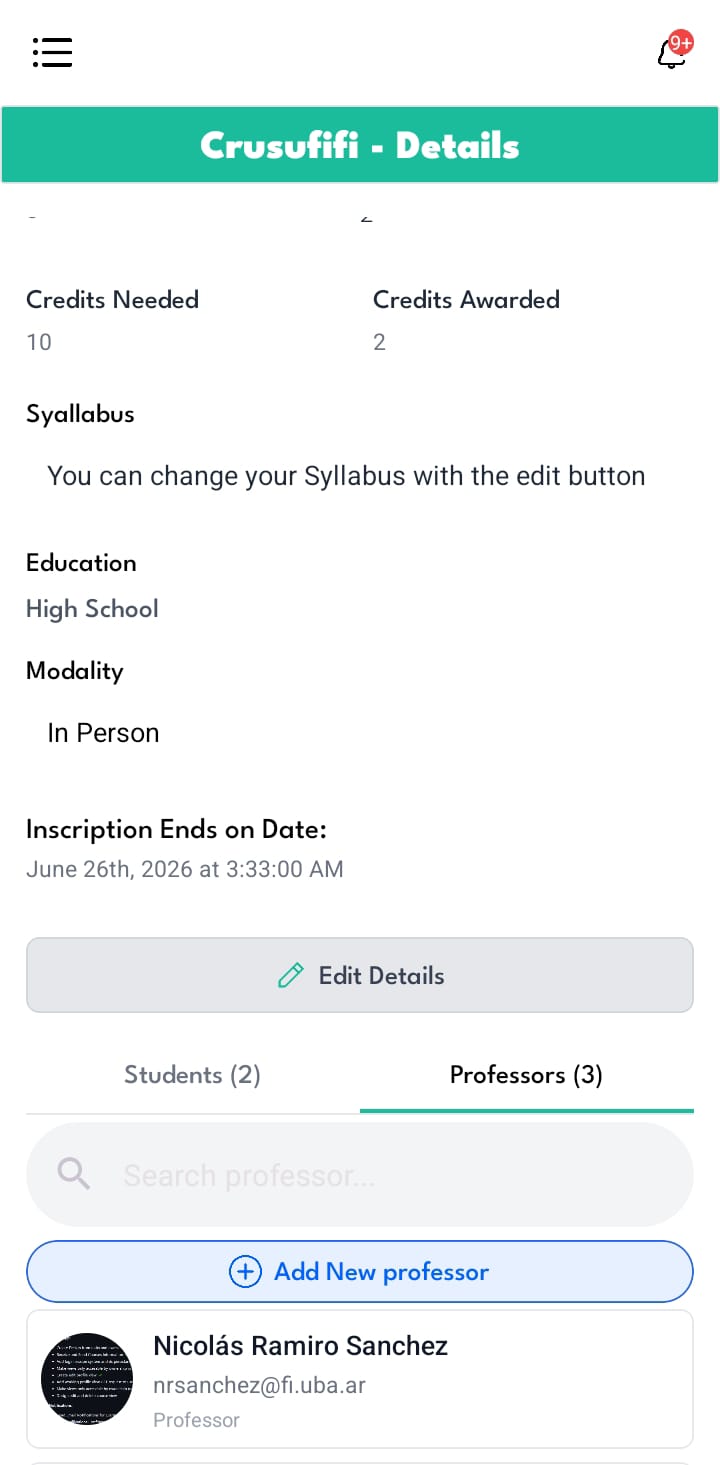 9+
Crusufifi - Details
Credits Needed
Credits Awarded
10
2
Syallabus
You can change your Syllabus with the edit button
Education
High School
Modality
In Person
Inscription Ends on Date:
June 26th, 2026 at 3:33:00 AM
Edit Details
Students (2)
Professors (3)
Search professor...
Add New professor
Nicolás Ramiro Sanchez
nrsanchez@fi.uba.ar
Professor